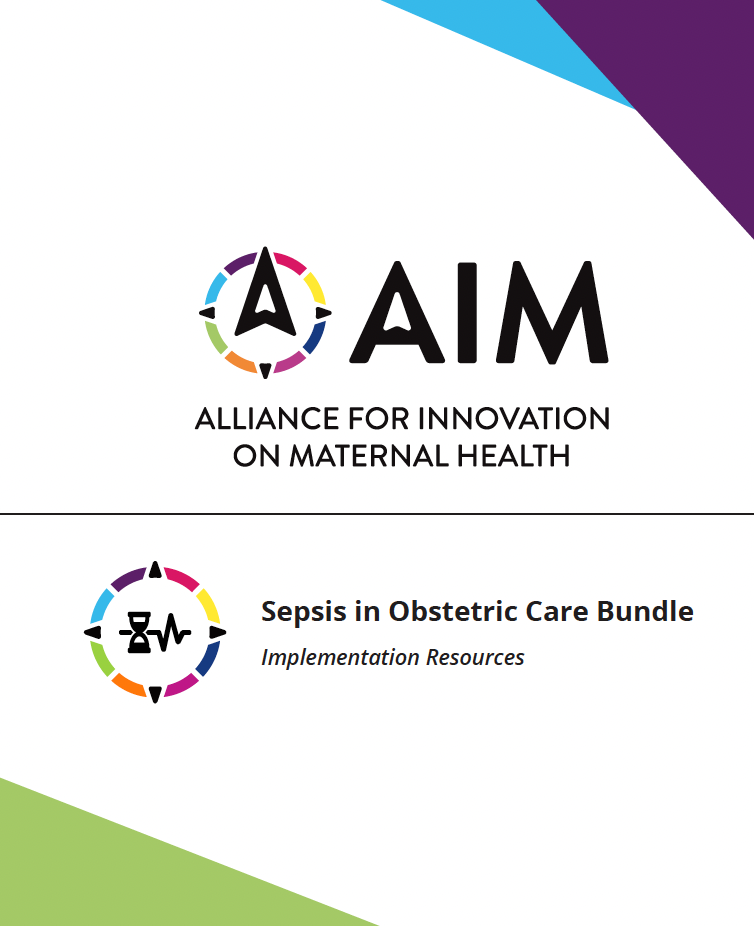 AIM
ALLIANCE FOR INNOVATION
ON MATERNAL HEALTH
Sepsis in Obstetric Care Bundle
Implementation Resources